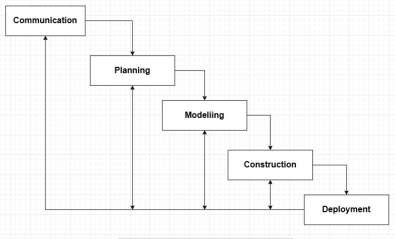 Communication
Planning
Modelling
Construction
Deployment